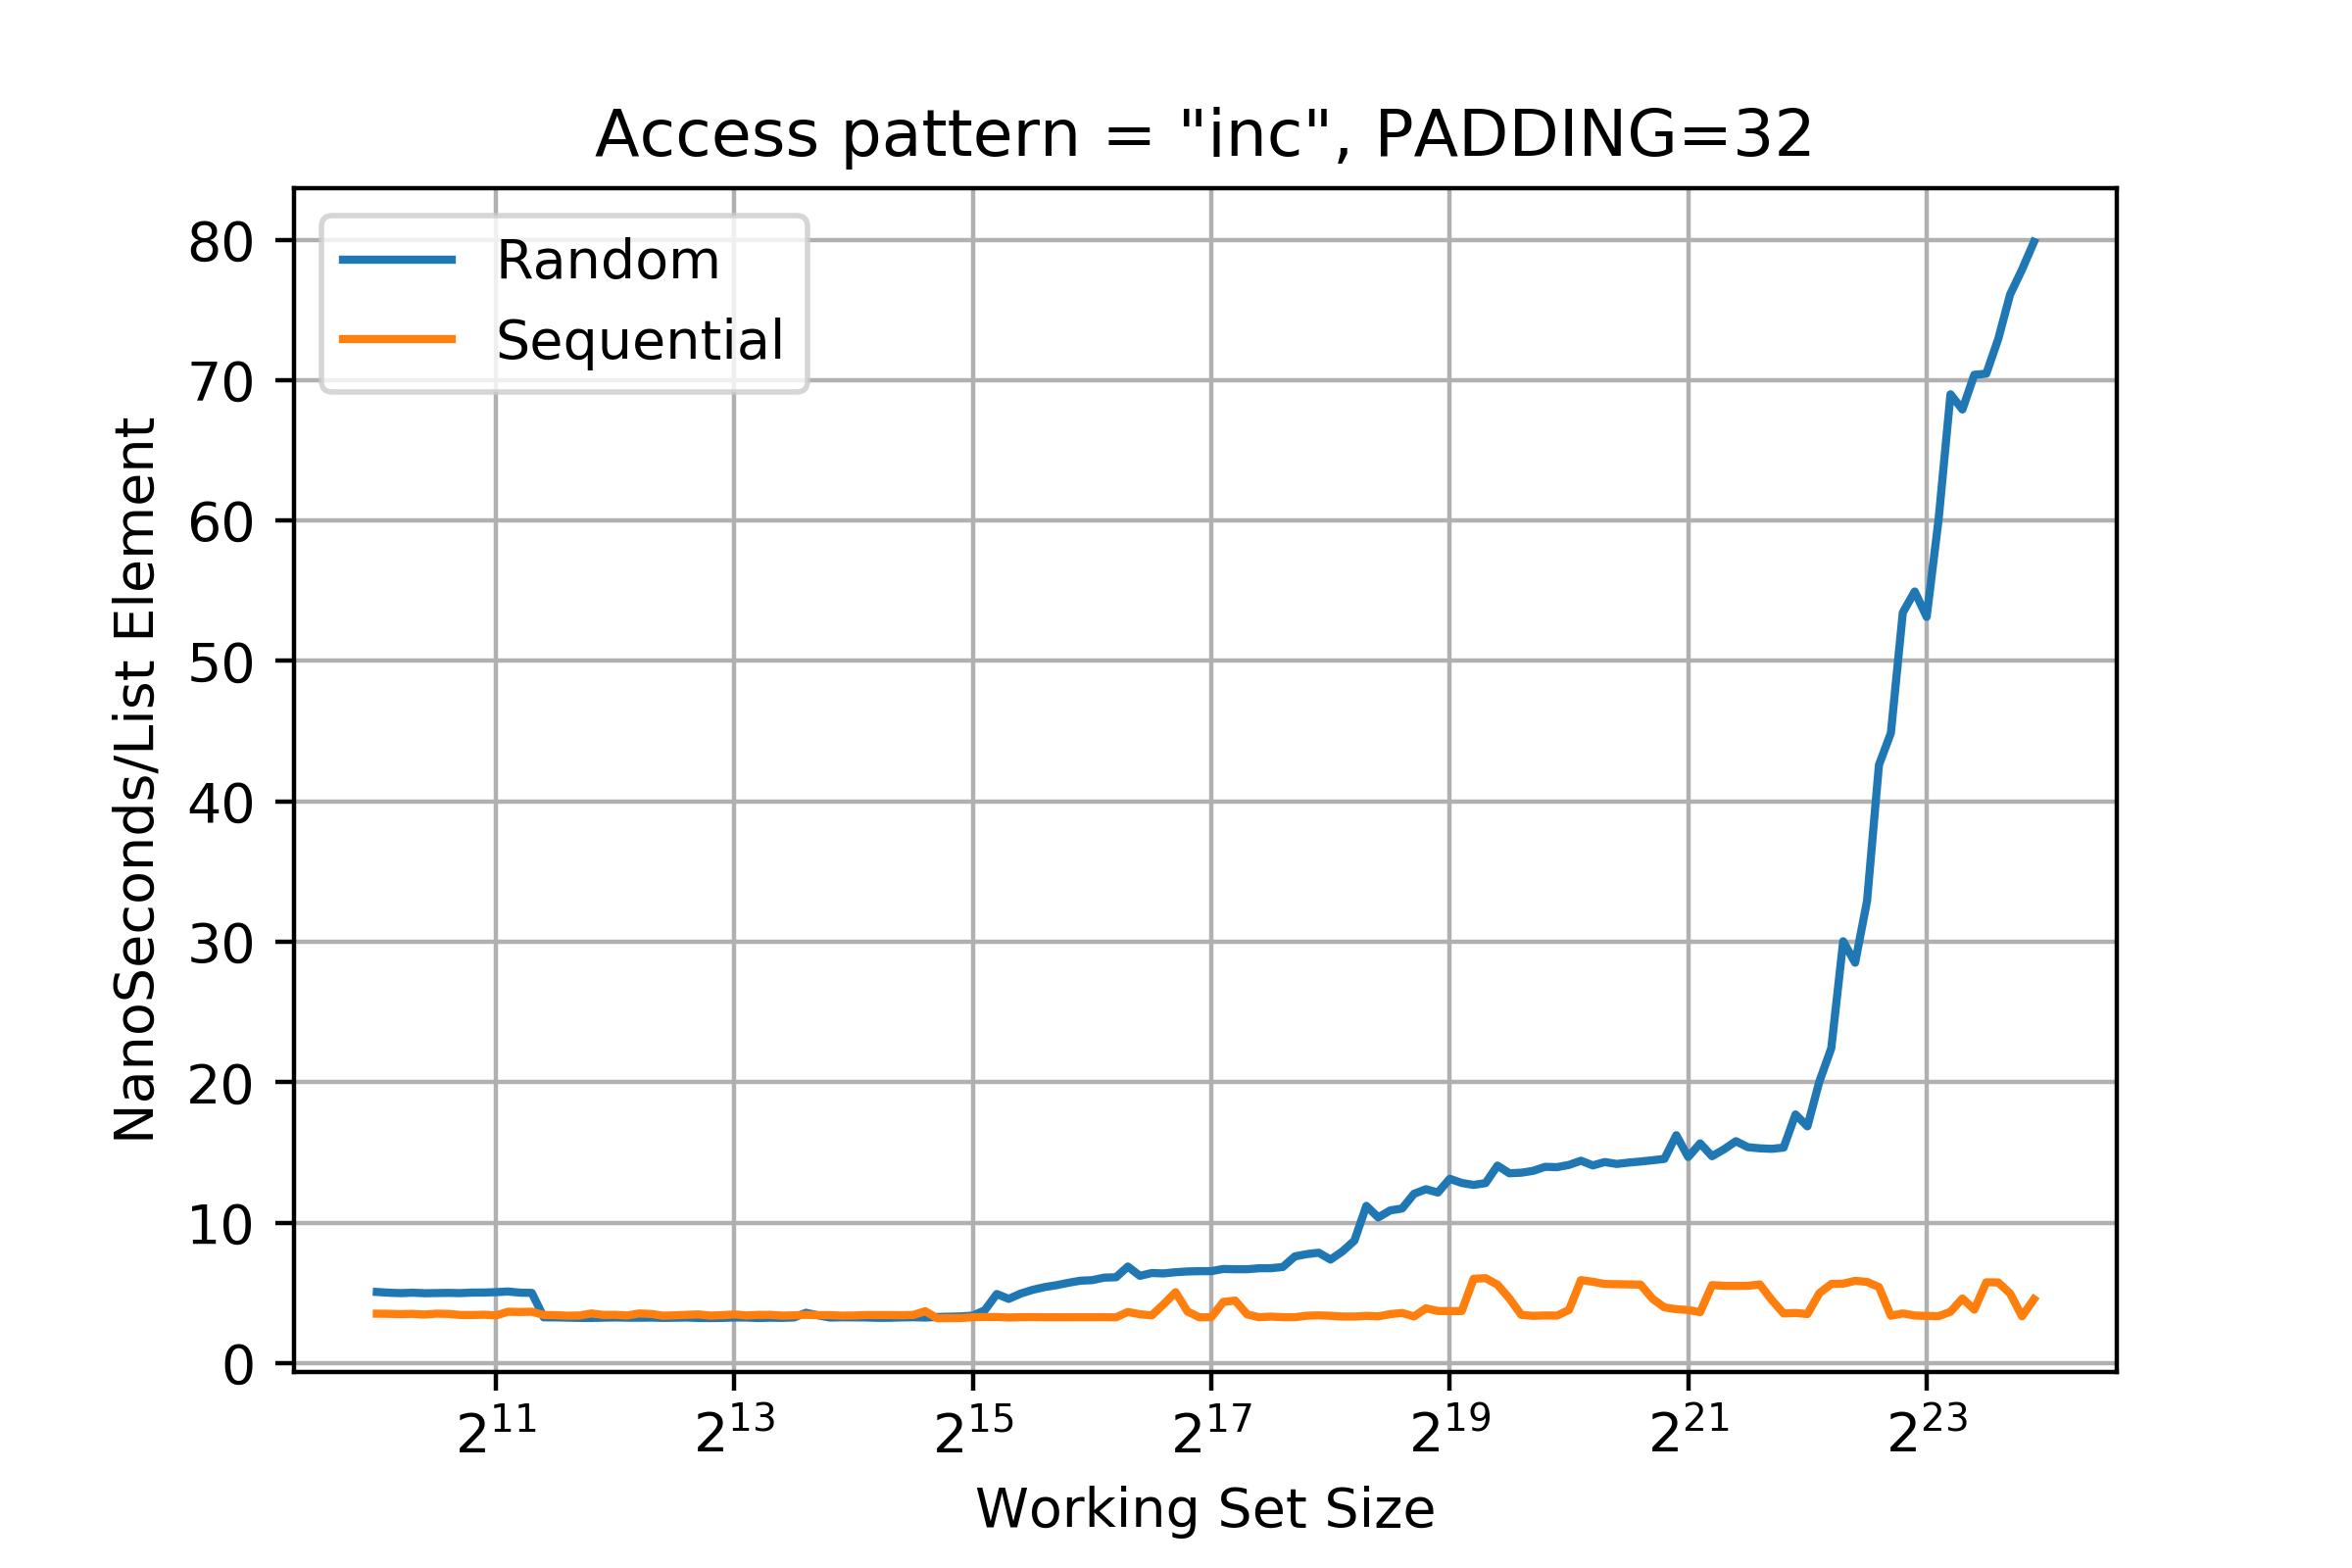 Access pattern = "inc", PADDING=32
Random
Sequential
80
70
60
50
40
30
20
10
0
NanoSeconds/List Element
2¹¹ 2¹³ 2¹⁵ 2¹⁷ 2¹⁹ 2²¹ 2²³
Working Set Size